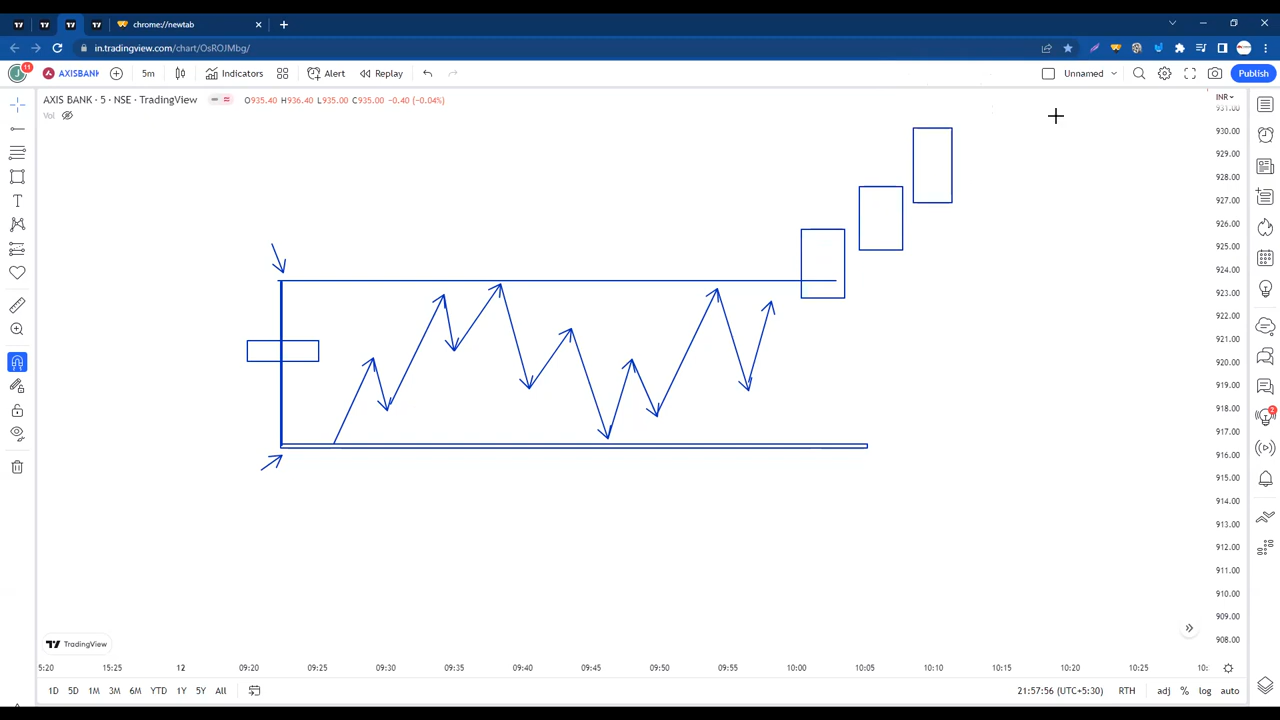 chrome://newtab
in.tradingview.com/chart/OsROJMbg/
11 AXISBANK 5m Indicators Alert Replay Unnamed Publish
AXIS BANK · 5 · NSE · TradingView O935.40 H936.40 L935.00 C935.00 −0.40 (−0.04%)
Vol
INR
931.00
930.00
929.00
928.00
927.00
926.00
925.00
924.00
923.00
922.00
921.00
920.00
919.00
918.00
917.00
2
916.00
915.00
914.00
913.00
912.00
911.00
910.00
909.00
908.00
TradingView
5:20 15:25 12 09:20 09:25 09:30 09:35 09:40 09:45 09:50 09:55 10:00 10:05 10:10 10:15 10:20 10:25 10:
1D 5D 1M 3M 6M YTD 1Y 5Y All 21:57:56 (UTC+5:30) RTH adj % log auto